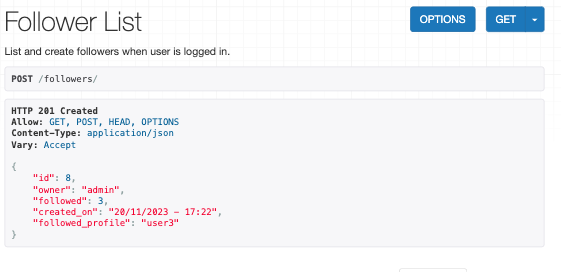 Follower List
OPTIONS
GET
List and create followers when user is logged in.
POST /followers/
HTTP 201 Created
Allow: GET, POST, HEAD, OPTIONS
Content-Type: application/json
Vary: Accept
{
    "id": 8,
    "owner": "admin",
    "followed": 3,
    "created_on": "20/11/2023 - 17:22",
    "followed_profile": "user3"
}